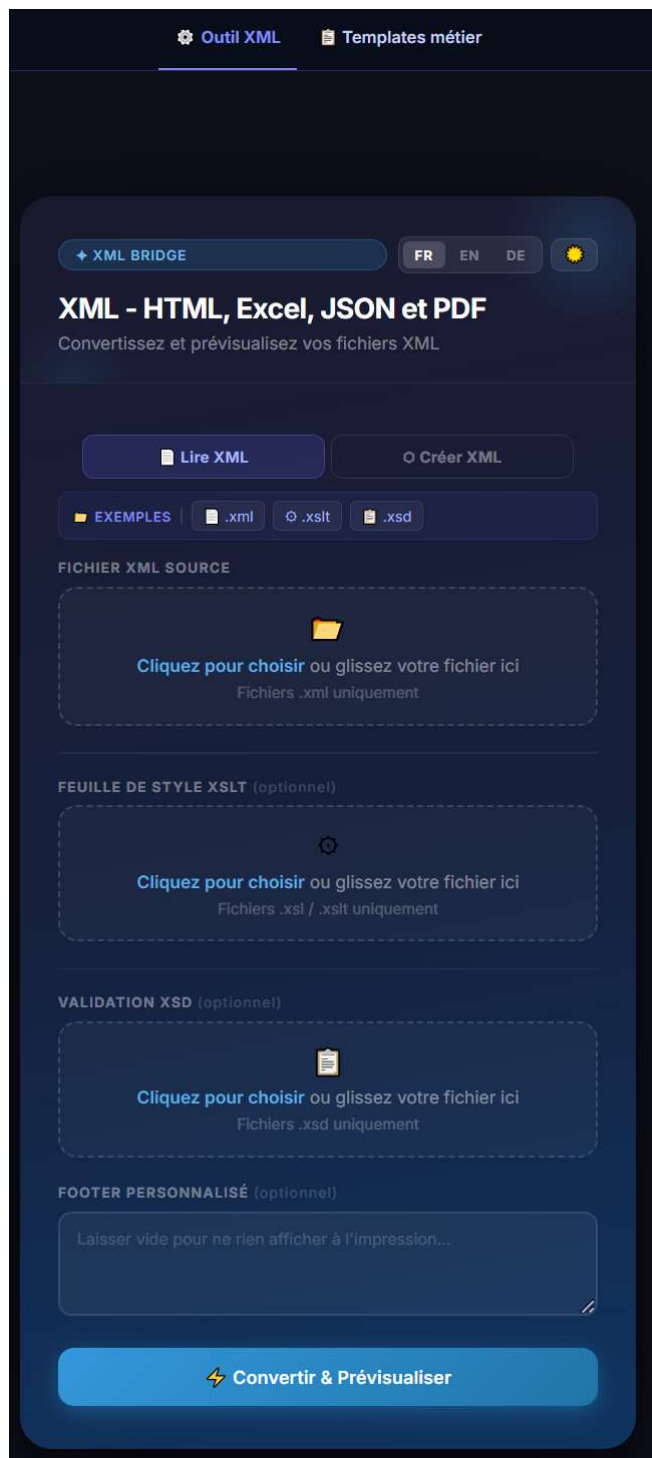 Outil XML
Templates métier
✦ XML BRIDGE
FR EN DE
XML - HTML, Excel, JSON et PDF
Convertissez et prévisualisez vos fichiers XML
Lire XML
Créer XML
EXEMPLES | .xml .xslt .xsd
FICHIER XML SOURCE
Cliquez pour choisir ou glissez votre fichier ici
Fichiers .xml uniquement
FEUILLE DE STYLE XSLT (optionnel)
Cliquez pour choisir ou glissez votre fichier ici
Fichiers .xsl / .xslt uniquement
VALIDATION XSD (optionnel)
Cliquez pour choisir ou glissez votre fichier ici
Fichiers .xsd uniquement
FOOTER PERSONNALISÉ (optionnel)
Laisser vide pour ne rien afficher à l'impression...
Convertir & Prévisualiser